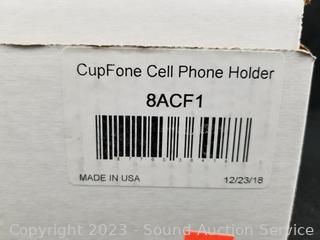 CupFone Cell Phone Holder
8ACF1
MADE IN USA 12/23/18
Copyright 2023 - Sound Auction Service